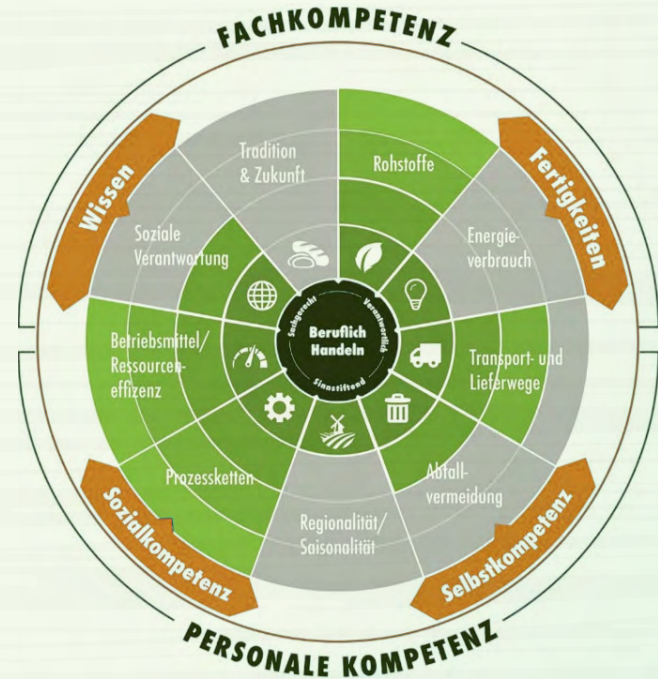 FACHKOMPETENZ
Wissen
Fertigkeiten
Tradition
& Zukunft
Rohstoffe
Energie-
verbrauch
Transport- und
Lieferwege
Abfall-
vermeidung
Regionalität/
Saisonalität
Prozessketten
Betriebsmittel/
Ressourcen-
effizenz
Soziale
Verantwortung
Sachgerecht
Verantwortlich
Beruflich
Handeln
Sinnstiftend
Sozialkompetenz
Selbstkompetenz
PERSONALE KOMPETENZ